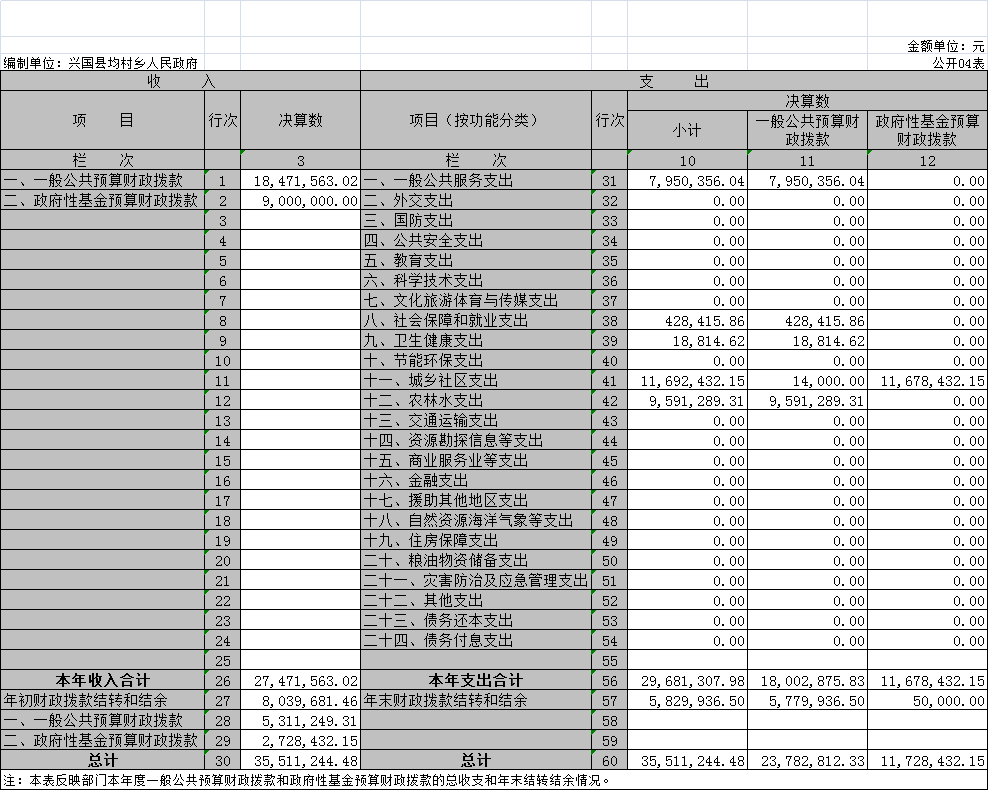 金额单位：元
编制单位：兴国县均村乡人民政府 公开04表
收 入 支 出
项 目 行次 决算数 项目（按功能分类） 行次 决算数
小计 一般公共预算财政拨款 政府性基金预算财政拨款
栏 次 3 栏 次 10 11 12
一、一般公共预算财政拨款 1 18,471,563.02 一、一般公共服务支出 31 7,950,356.04 7,950,356.04 0.00
二、政府性基金预算财政拨款 2 9,000,000.00 二、外交支出 32 0.00 0.00 0.00
3 三、国防支出 33 0.00 0.00 0.00
4 四、公共安全支出 34 0.00 0.00 0.00
5 五、教育支出 35 0.00 0.00 0.00
6 六、科学技术支出 36 0.00 0.00 0.00
7 七、文化旅游体育与传媒支出 37 0.00 0.00 0.00
8 八、社会保障和就业支出 38 428,415.86 428,415.86 0.00
9 九、卫生健康支出 39 18,814.62 18,814.62 0.00
10 十、节能环保支出 40 0.00 0.00 0.00
11 十一、城乡社区支出 41 11,692,432.15 14,000.00 11,678,432.15
12 十二、农林水支出 42 9,591,289.31 9,591,289.31 0.00
13 十三、交通运输支出 43 0.00 0.00 0.00
14 十四、资源勘探信息等支出 44 0.00 0.00 0.00
15 十五、商业服务业等支出 45 0.00 0.00 0.00
16 十六、金融支出 46 0.00 0.00 0.00
17 十七、援助其他地区支出 47 0.00 0.00 0.00
18 十八、自然资源海洋气象等支出 48 0.00 0.00 0.00
19 十九、住房保障支出 49 0.00 0.00 0.00
20 二十、粮油物资储备支出 50 0.00 0.00 0.00
21 二十一、灾害防治及应急管理支出 51 0.00 0.00 0.00
22 二十二、其他支出 52 0.00 0.00 0.00
23 二十三、债务还本支出 53 0.00 0.00 0.00
24 二十四、债务付息支出 54 0.00 0.00 0.00
25 55
本年收入合计 26 27,471,563.02 本年支出合计 56 29,681,307.98 18,002,875.83 11,678,432.15
年初财政拨款结转和结余 27 8,039,681.46 年末财政拨款结转和结余 57 5,829,936.50 5,779,936.50 50,000.00
一、一般公共预算财政拨款 28 5,311,249.31 58
二、政府性基金预算财政拨款 29 2,728,432.15 59
总计 30 35,511,244.48 总计 60 35,511,244.48 23,782,812.33 11,728,432.15
注：本表反映部门本年度一般公共预算财政拨款和政府性基金预算财政拨款的总收支和年末结转结余情况。